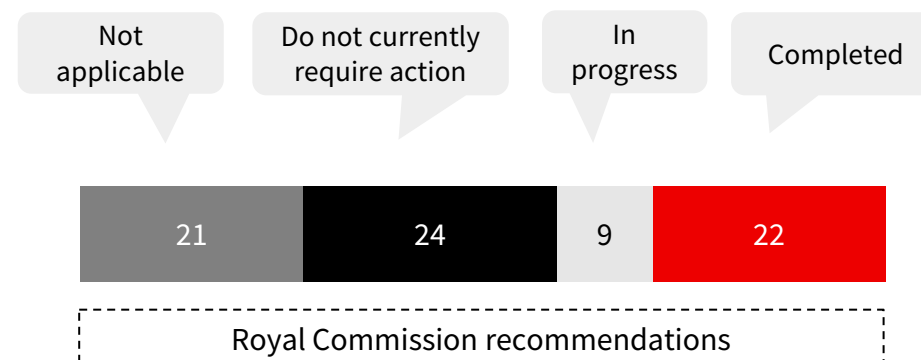 Not
applicable
Do not currently
require action
In
progress
Completed
21
24
9
22
Royal Commission recommendations